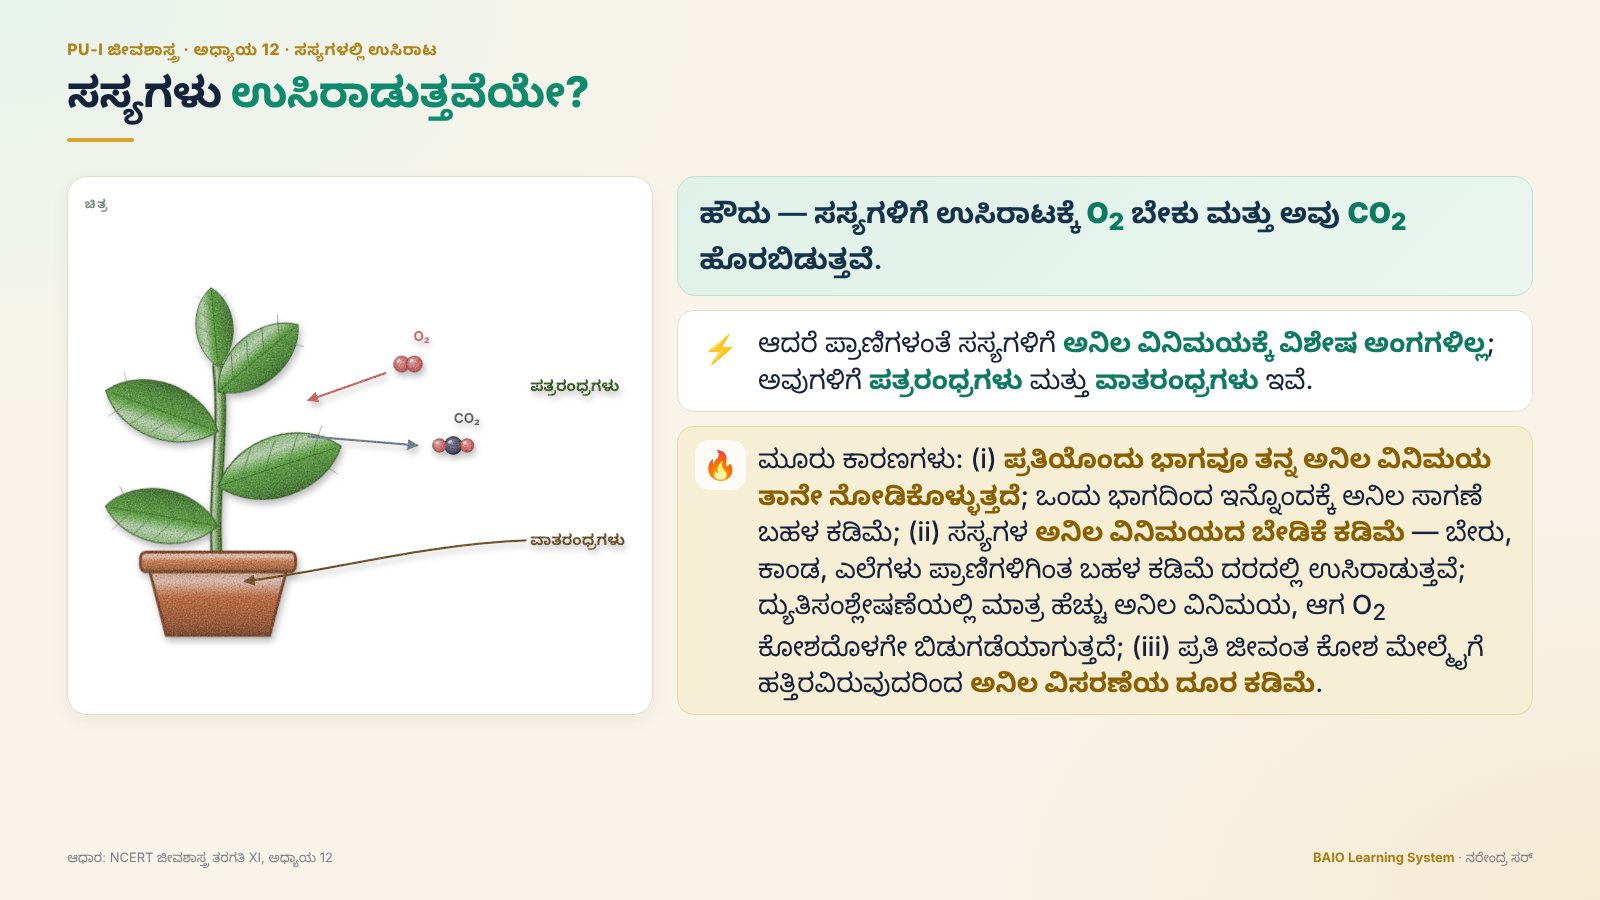 PU-I ಜೀವಶಾಸ್ತ್ರ · ಅಧ್ಯಾಯ 12 · ಸಸ್ಯಗಳಲ್ಲಿ ಉಸಿರಾಟ
ಸಸ್ಯಗಳು ಉಸಿರಾಡುತ್ತವೆಯೇ?
ಚಿತ್ರ
O₂
ಪತ್ರರಂಧ್ರಗಳು
CO₂
ವಾತರಂಧ್ರಗಳು
ಹೌದು — ಸಸ್ಯಗಳಿಗೆ ಉಸಿರಾಟಕ್ಕೆ O₂ ಬೇಕು ಮತ್ತು ಅವು CO₂
ಹೊರಬಿಡುತ್ತವೆ.
ಆದರೆ ಪ್ರಾಣಿಗಳಂತೆ ಸಸ್ಯಗಳಿಗೆ ಅನಿಲ ವಿನಿಮಯಕ್ಕೆ ವಿಶೇಷ ಅಂಗಗಳಿಲ್ಲ;
ಅವುಗಳಿಗೆ ಪತ್ರರಂಧ್ರಗಳು ಮತ್ತು ವಾತರಂಧ್ರಗಳು ಇವೆ.
ಮೂರು ಕಾರಣಗಳು: (i) ಪ್ರತಿಯೊಂದು ಭಾಗವೂ ತನ್ನ ಅನಿಲ ವಿನಿಮಯ
ತಾನೇ ನೋಡಿಕೊಳ್ಳುತ್ತದೆ; ಒಂದು ಭಾಗದಿಂದ ಇನ್ನೊಂದಕ್ಕೆ ಅನಿಲ ಸಾಗಣೆ
ಬಹಳ ಕಡಿಮೆ; (ii) ಸಸ್ಯಗಳ ಅನಿಲ ವಿನಿಮಯದ ಬೇಡಿಕೆ ಕಡಿಮೆ — ಬೇರು,
ಕಾಂಡ, ಎಲೆಗಳು ಪ್ರಾಣಿಗಳಿಗಿಂತ ಬಹಳ ಕಡಿಮೆ ದರದಲ್ಲಿ ಉಸಿರಾಡುತ್ತವೆ;
ದ್ಯುತಿಸಂಶ್ಲೇಷಣೆಯಲ್ಲಿ ಮಾತ್ರ ಹೆಚ್ಚು ಅನಿಲ ವಿನಿಮಯ, ಆಗ O₂
ಕೋಶದೊಳಗೇ ಬಿಡುಗಡೆಯಾಗುತ್ತದೆ; (iii) ಪ್ರತಿ ಜೀವಂತ ಕೋಶ ಮೇಲ್ಮೈಗೆ
ಹತ್ತಿರವಿರುವುದರಿಂದ ಅನಿಲ ವಿಸರಣೆಯ ದೂರ ಕಡಿಮೆ.
ಆಧಾರ: NCERT ಜೀವಶಾಸ್ತ್ರ ತರಗತಿ XI, ಅಧ್ಯಾಯ 12
BAIO Learning System · ನರೇಂದ್ರ ಸರ್